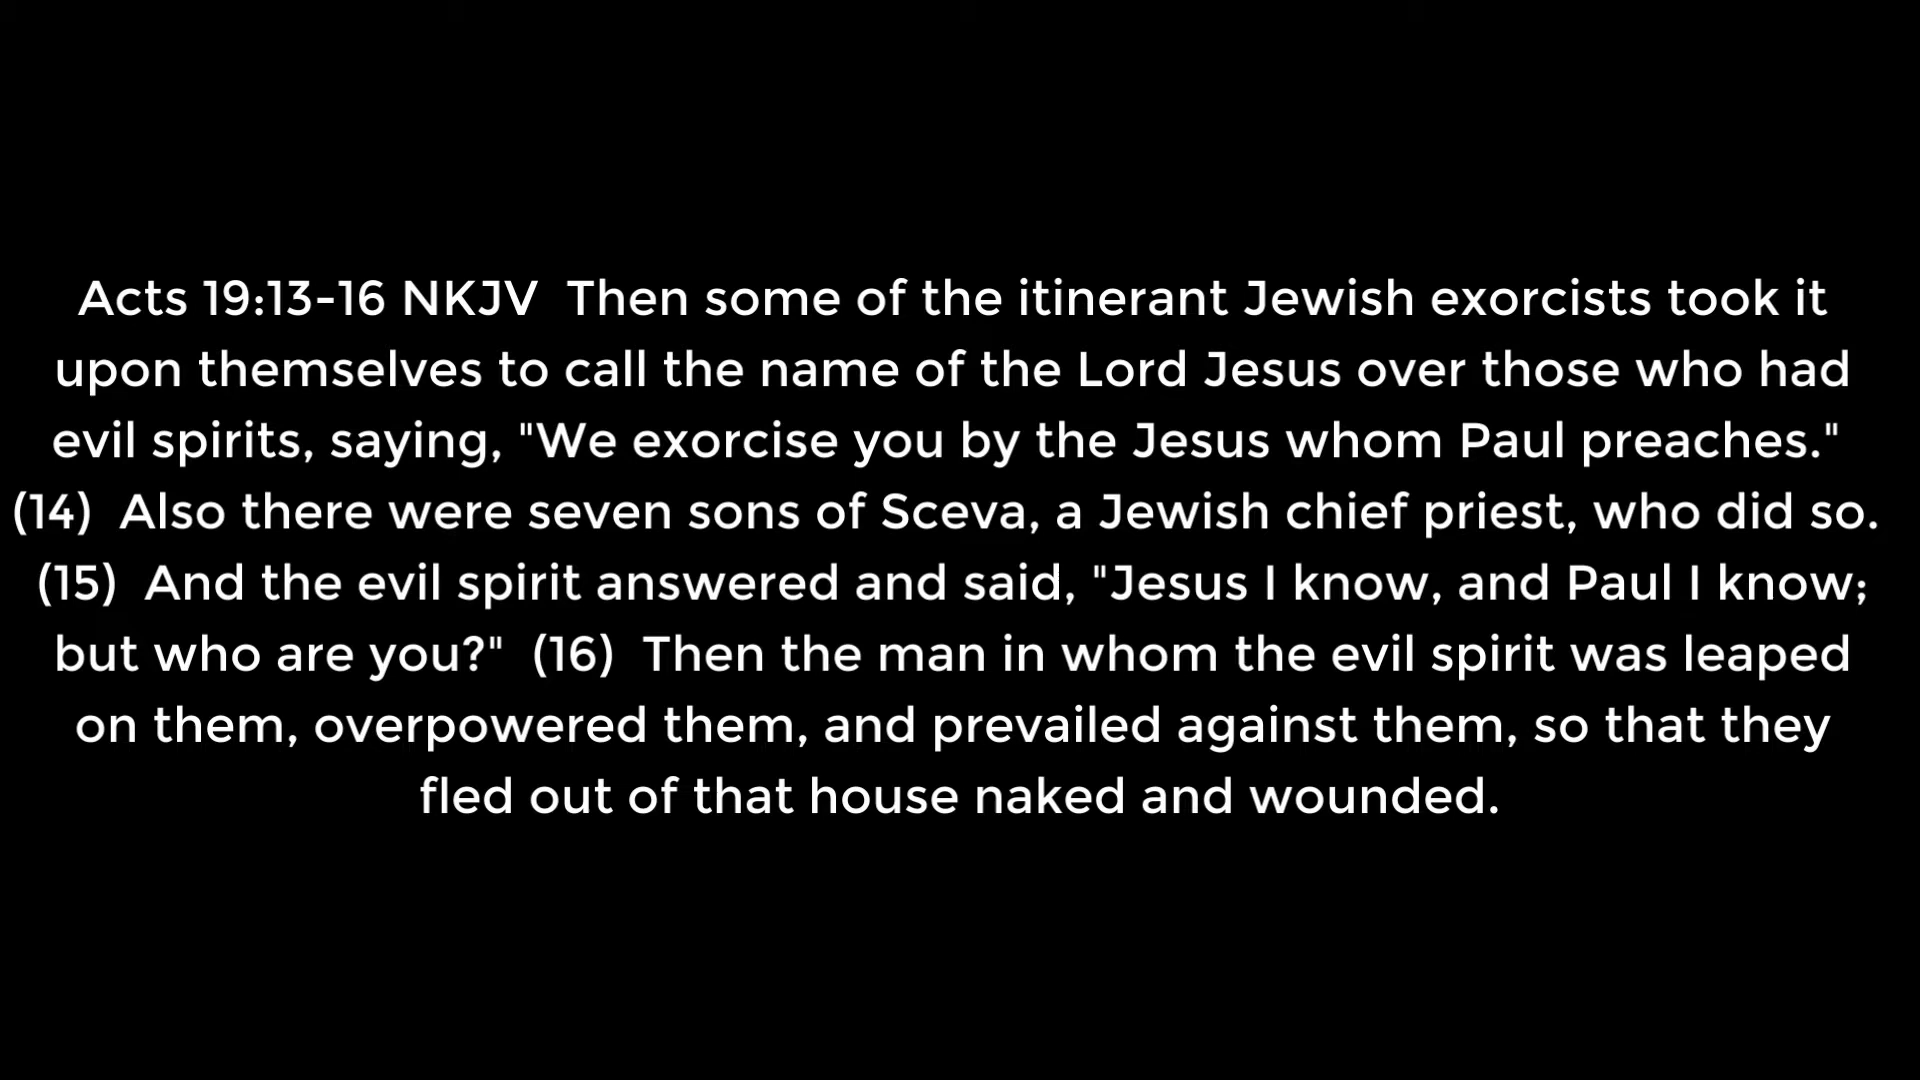 Acts 19:13-16 NKJV  Then some of the itinerant Jewish exorcists took it
upon themselves to call the name of the Lord Jesus over those who had
evil spirits, saying, "We exorcise you by the Jesus whom Paul preaches."
(14)  Also there were seven sons of Sceva, a Jewish chief priest, who did so.
(15)  And the evil spirit answered and said, "Jesus I know, and Paul I know;
but who are you?"  (16)  Then the man in whom the evil spirit was leaped
on them, overpowered them, and prevailed against them, so that they
fled out of that house naked and wounded.